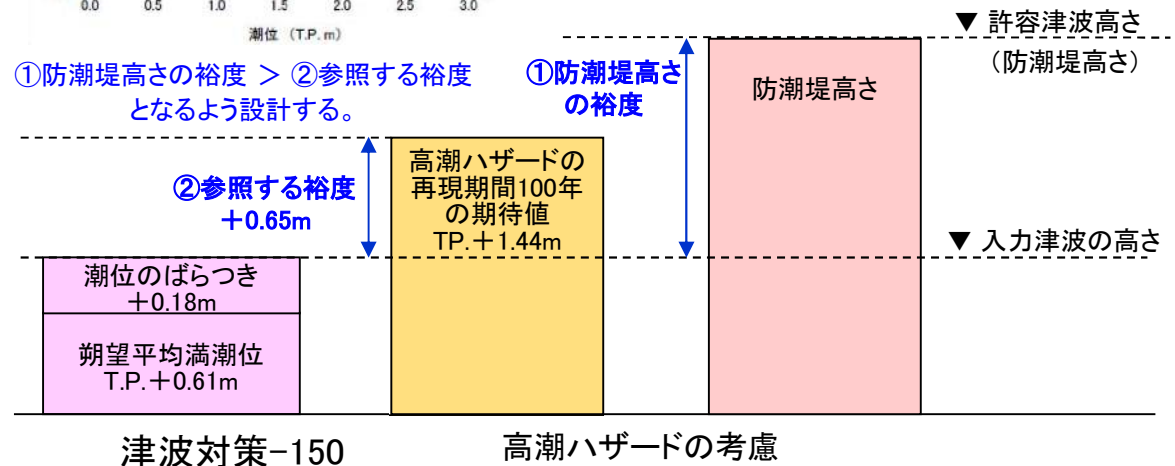 0.0 0.5 1.0 1.5 2.0 2.5 3.0
潮位 (T.P. m)
①防潮堤高さの裕度 > ②参照する裕度
となるよう設計する。
①防潮堤高さ
の裕度
防潮堤高さ
▼ 許容津波高さ
(防潮堤高さ)
②参照する裕度
+0.65m
高潮ハザードの
再現期間100年
の期待値
TP.+1.44m
▼ 入力津波の高さ
潮位のばらつき
+0.18m
朔望平均満潮位
T.P.+0.61m
津波対策-150
高潮ハザードの考慮